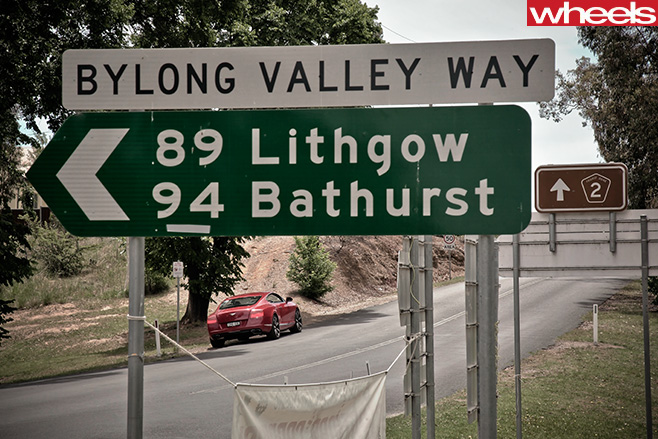 wheels
BYLONG VALLEY WAY
89 Lithgow
94 Bathurst
2